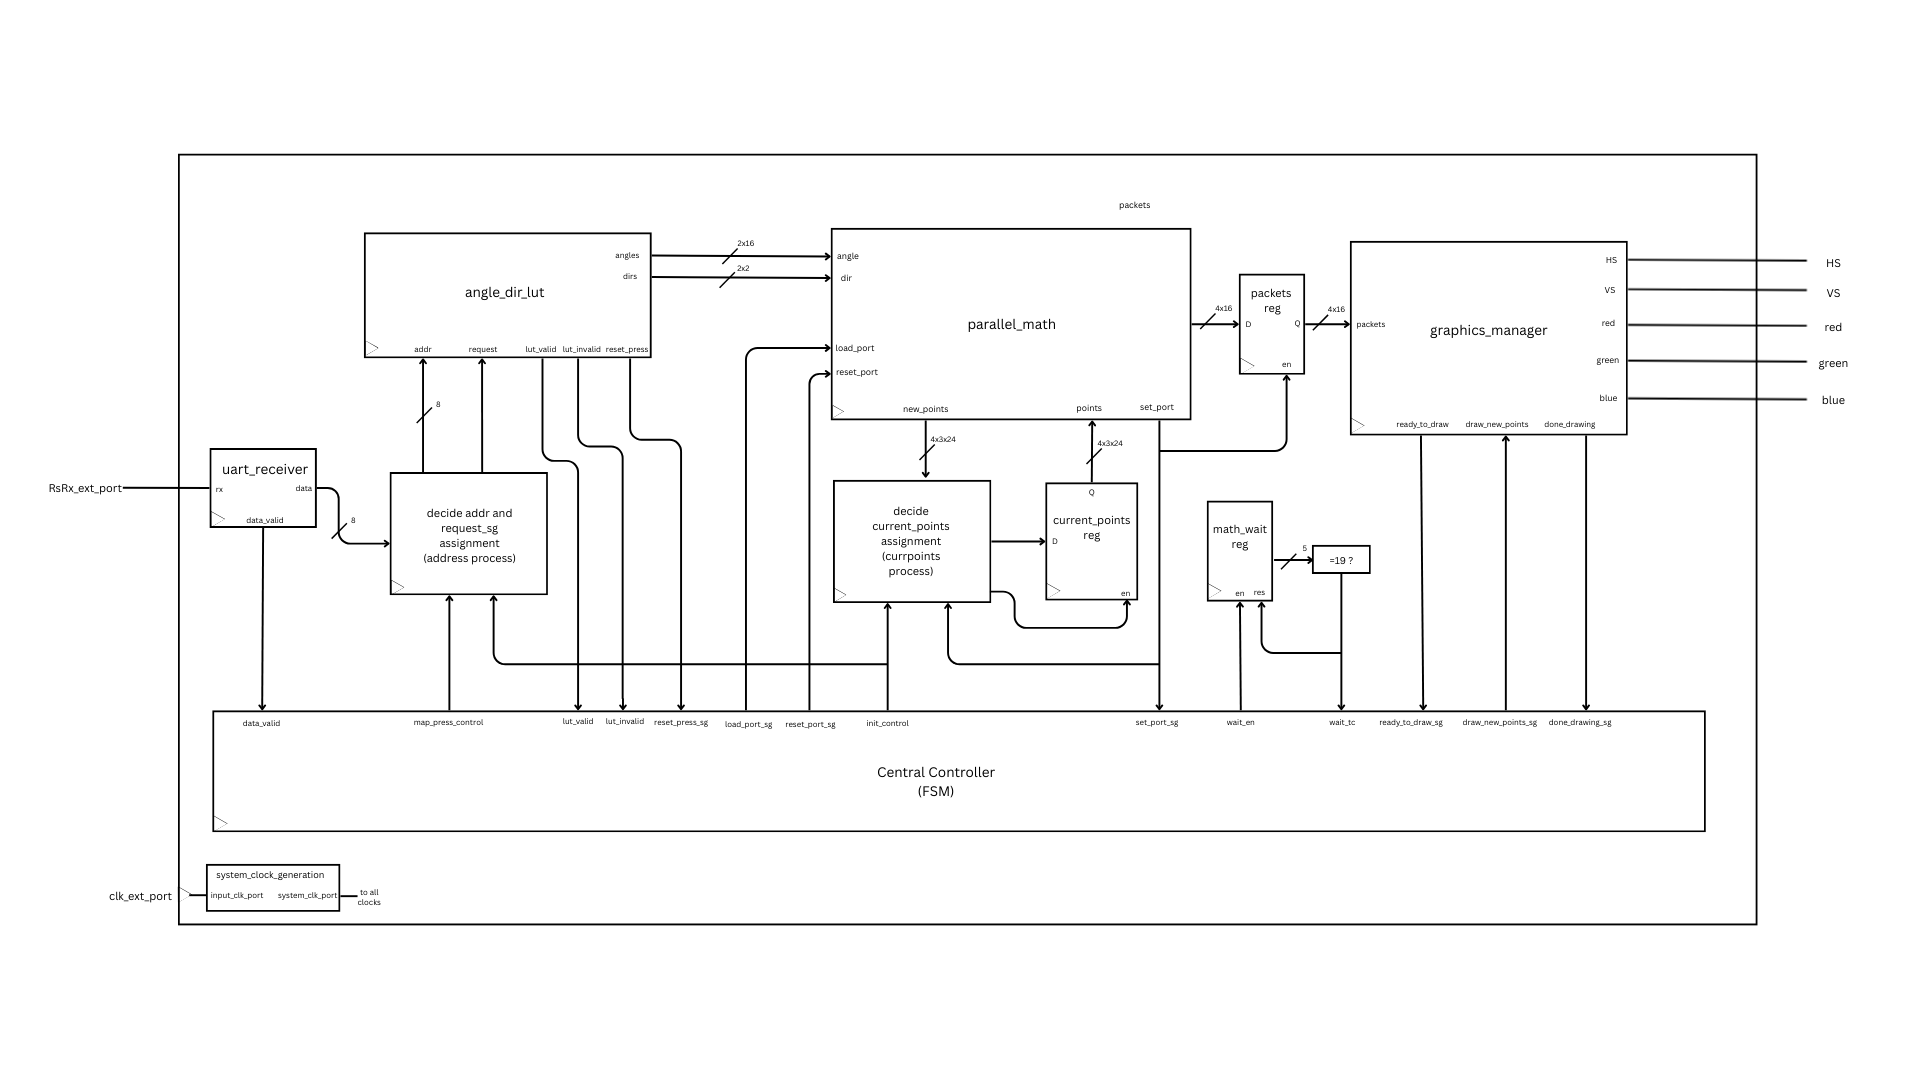 packets
angles
dirs
angle_dir_lut
addr
request
lut_valid
lut_invalid
reset_press
2x16
2x2
angle
dir
parallel_math
load_port
reset_port
new_points
points
set_port
4x16
packets
reg
D
Q
en
4x16
packets
graphics_manager
HS
VS
red
green
blue
ready_to_draw
draw_new_points
done_drawing
HS
VS
red
green
blue
8
RsRx_ext_port
uart_receiver
rx
data
data_valid
8
decide addr and
request_sg
assignment
(address process)
4x3x24
4x3x24
decide
current_points
assignment
(currpoints
process)
Q
current_points
reg
D
en
math_wait
reg
en
res
5
=19 ?
data_valid
map_press_control
lut_valid
lut_invalid
reset_press_sg
load_port_sg
reset_port_sg
init_control
set_port_sg
wait_en
wait_tc
ready_to_draw_sg
draw_new_points_sg
done_drawing_sg
Central Controller
(FSM)
clk_ext_port
system_clock_generation
input_clk_port
system_clk_port
to all
clocks